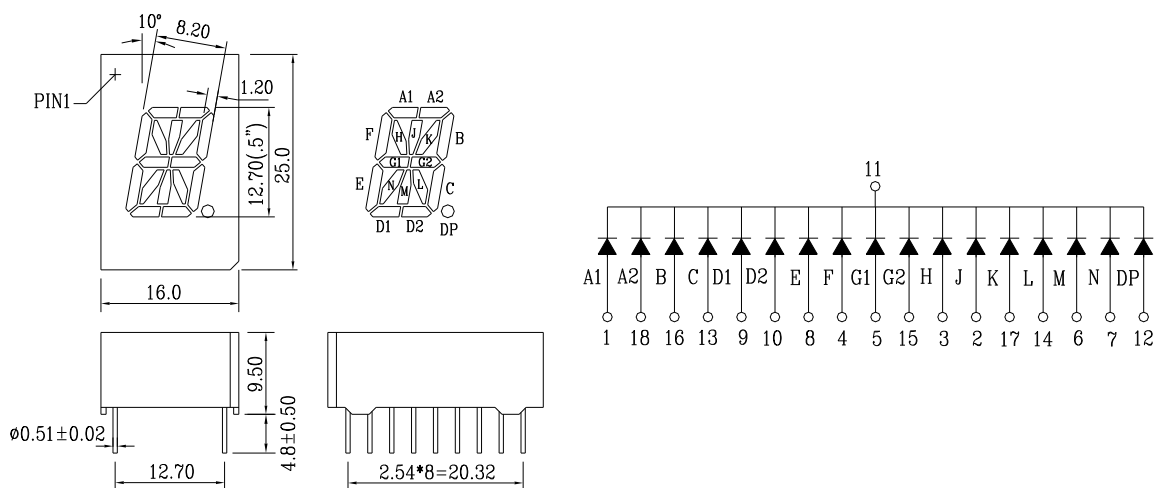 10°
8.20
PIN1
1.20
12.70(.5")
25.0
16.0
A1 A2
F H J K B
G1 G2
E N M L C
D1 D2 DP
11
A1 A2 B C D1 D2 E F G1 G2 H J K L M N DP
1 18 16 13 9 10 8 4 5 15 3 2 17 14 6 7 12
9.50
4.8±0.50
ø0.51±0.02
12.70
2.54*8=20.32